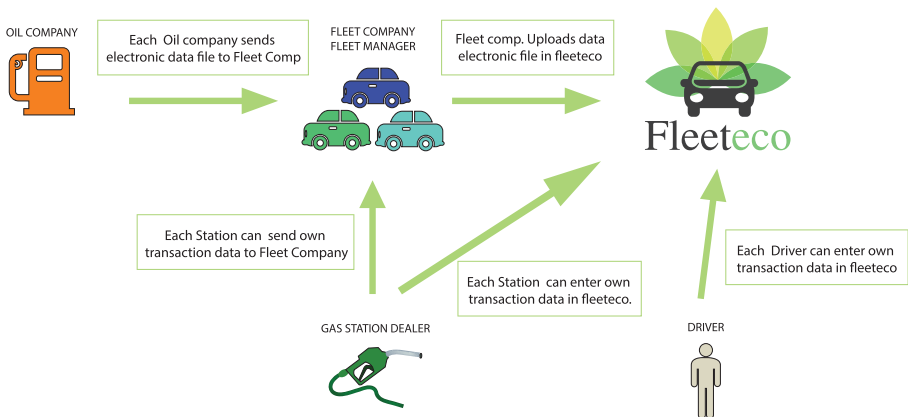 OIL COMPANY
Each Oil company sends
electronic data file to Fleet Comp
FLEET COMPANY
FLEET MANAGER
Fleet comp. Uploads data
electronic file in fleeteco
Fleeteco
Each Station can send own
transaction data to Fleet Company
Each Station can enter own
transaction data in fleeteco.
Each Driver can enter own
transaction data in fleeteco
GAS STATION DEALER
DRIVER